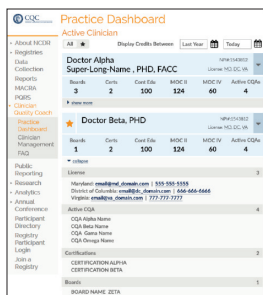 CQC
Practice Dashboard
Active Clinician
About NCDR
Registries
Data Collection
Reports
MACRA
PQRS
Clinician Quality Coach
Practice Dashboard
Clinician Management
FAQ
Public Reporting
Research
Analytics
Annual Conference
Participant Directory
Registry Participant Login
Join a Registry
All ★ Display Credits Between: Last Year Today
Doctor Alpha
Super-Long-Name , PHD, FACC
License: MD, DC, VA
Boards Certs Cont Edu MOC II MOC IV Active CQAs
3 2 100 124 60 4
view more
Doctor Beta, PHD
License: MD, DC, VA
Boards Certs Cont Edu MOC II MOC IV Active CQAs
1 2 100 124 60 4
collapse
License 3
Maryland: email@md_domain.com | 555-555-5555
District of Columbia: email@dc_domain.com | 666-666-6666
Virginia: email@va_domain.com | 777-777-7777
Active CQA 4
CQA Alpha Name
CQA Beta Name
CQA Gama Name
CQA Omega Name
Certifications 2
CERTIFICATION ALPHA
CERTIFICATION BETA
Boards 1
BOARD NAME ZETA